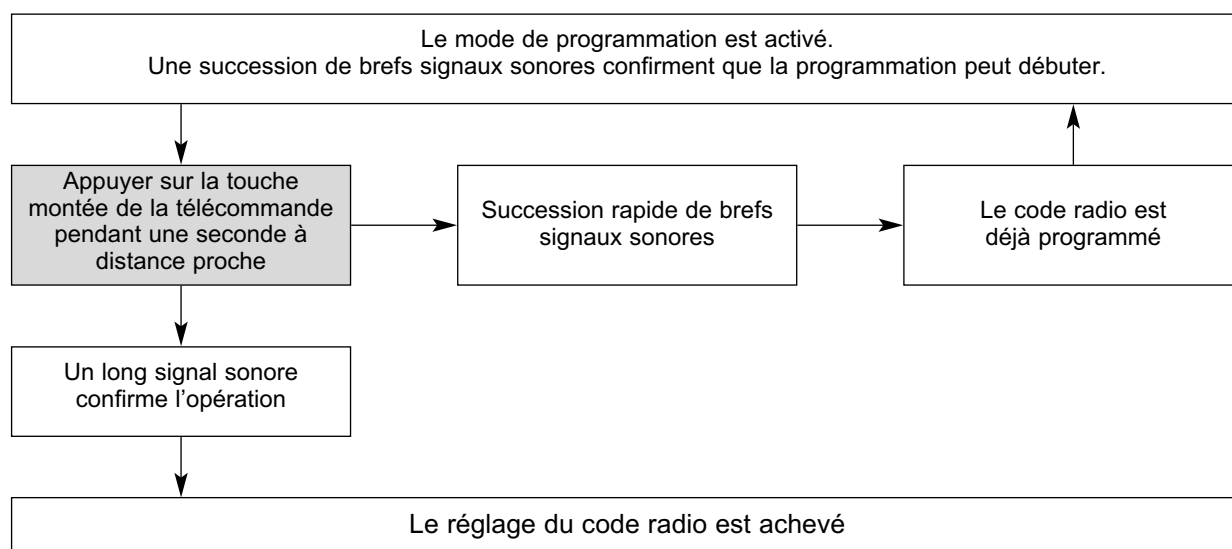 Le mode de programmation est activé.
Une succession de brefs signaux sonores confirment que la programmation peut débuter.
Appuyer sur la touche
montée de la télécommande
pendant une seconde à
distance proche
Succession rapide de brefs
signaux sonores
Le code radio est
déjà programmé
Un long signal sonore
confirme l’opération
Le réglage du code radio est achevé